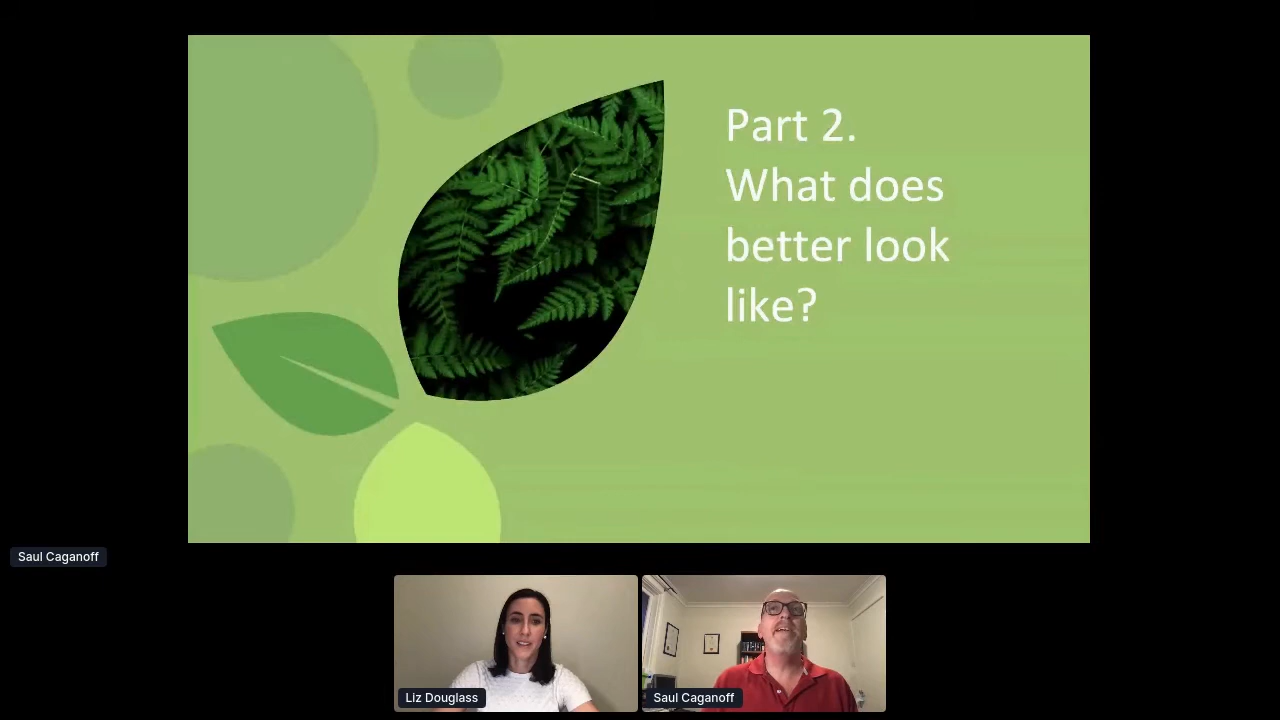 Part 2.
What does
better look
like?
Saul Caganoff
Liz Douglass
Saul Caganoff